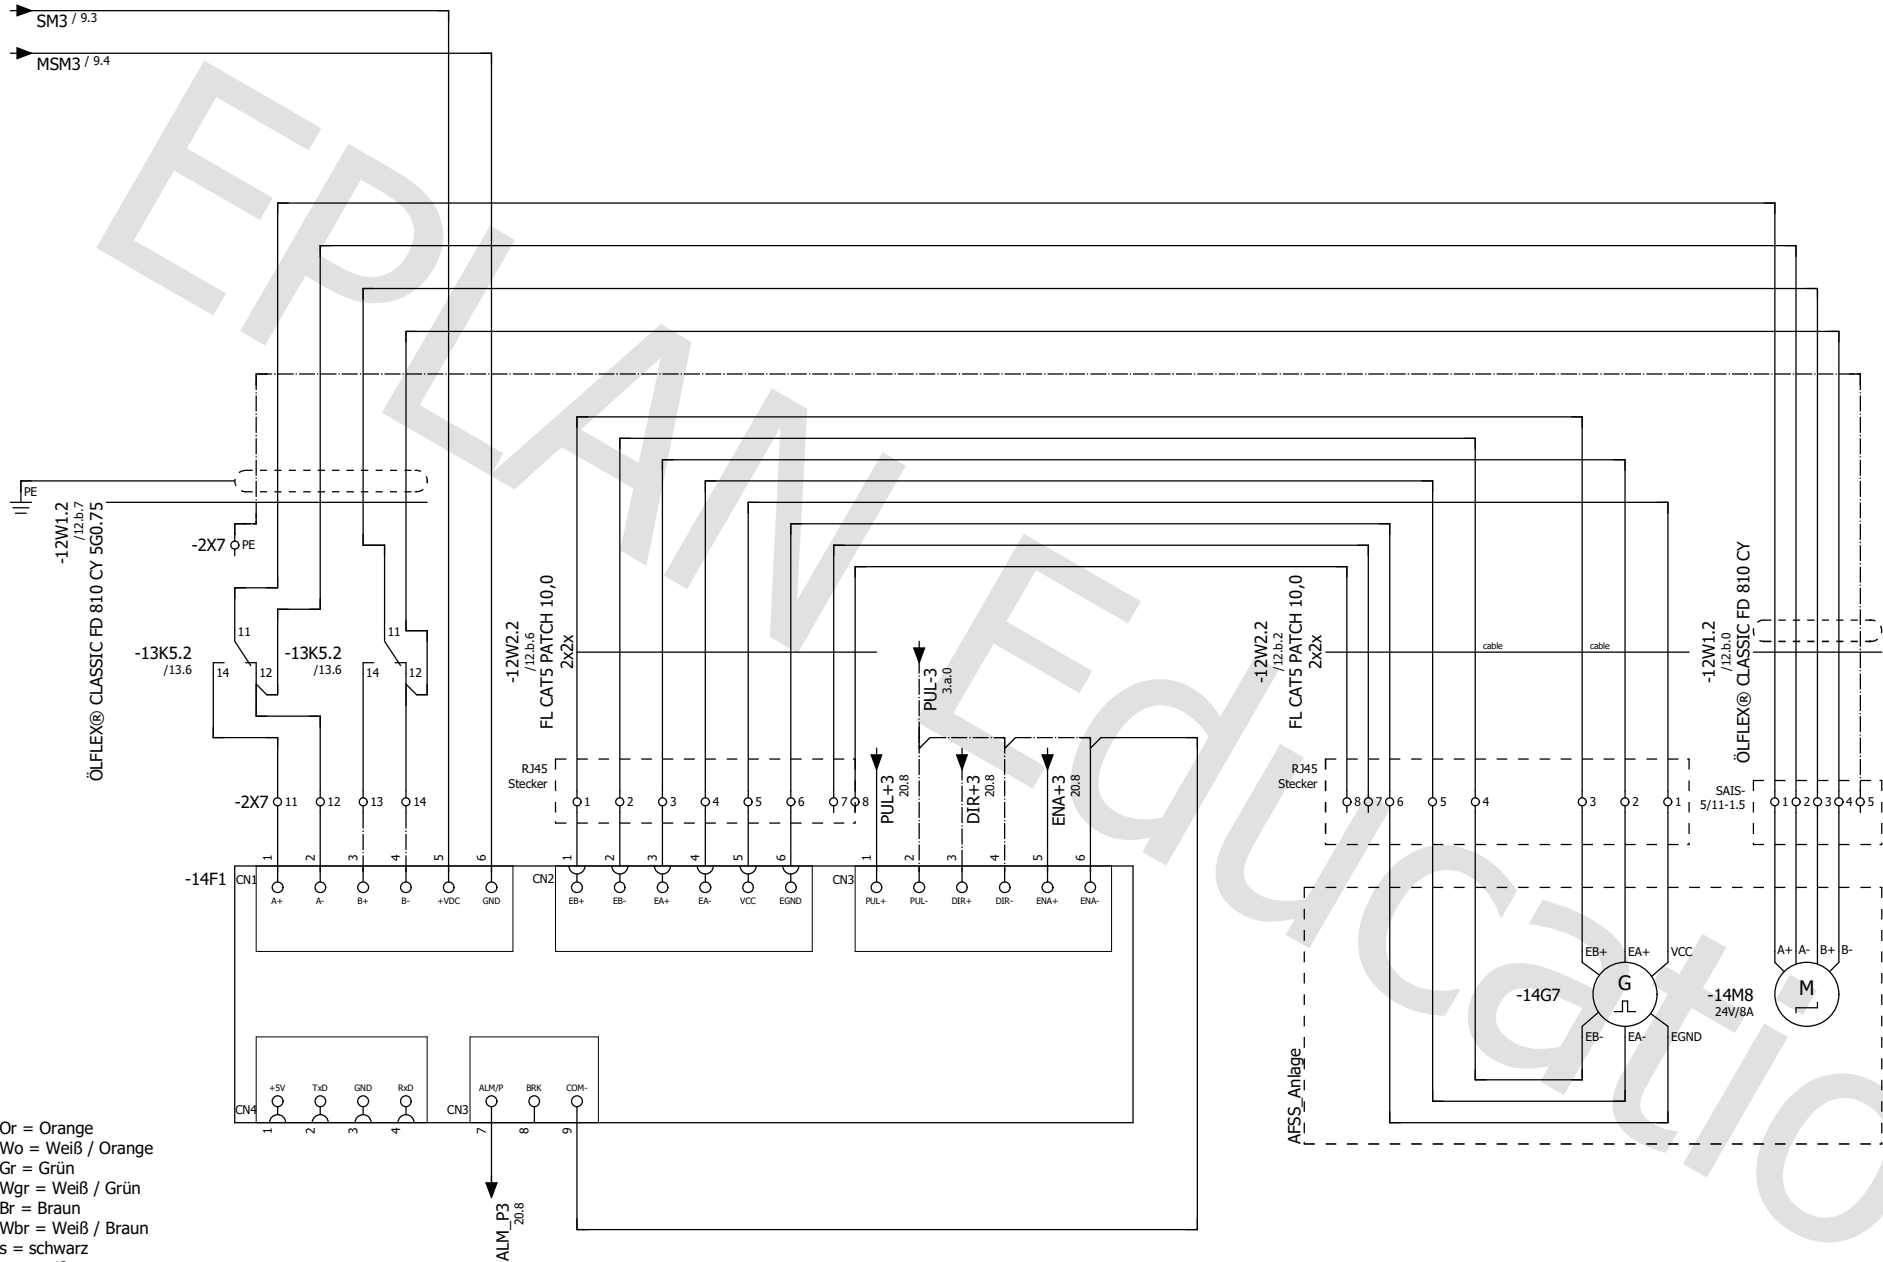 SM3 / 9.3
MSM3 / 9.4
EPLAN Educatio
PE
-12W1.2
/12.b.7
ÖLFLEX® CLASSIC FD 810 CY 5G0.75
-2X7
PE
-13K5.2
/13.6
11
14
12
-13K5.2
/13.6
11
14
12
-12W2.2
/12.b.6
FL CAT5 PATCH 10,0
2x2x
PUL-3
3.a.0
-12W2.2
/12.b.2
FL CAT5 PATCH 10,0
2x2x
cable
cable
-12W1.2
/12.b.0
ÖLFLEX® CLASSIC FD 810 CY
-2X7
11
12
13
14
RJ45
Stecker
1
2
3
4
5
6
7
8
PUL+3
20.8
DIR+3
20.8
ENA+3
20.8
RJ45
Stecker
8
7
6
5
4
3
2
1
SAIS-
5/11-1.5
1
2
3
4
5
-14F1
CN1
1
2
3
4
5
6
A+
A-
B+
B-
+VDC
GND
CN2
1
2
3
4
5
6
EB+
EB-
EA+
EA-
VCC
EGND
CN3
1
2
3
4
5
6
PUL+
PUL-
DIR+
DIR-
ENA+
ENA-
EB+
EA+
VCC
-14G7
G
EB-
EA-
EGND
A+
A-
B+
B-
-14M8
24V/8A
M
AFSS_Anlage
+5V
TxD
GND
RxD
CN4
1
2
3
4
ALM/P
BRK
COM-
CN3
7
8
9
ALM_P3
20.8
Or = Orange
Wo = Weiß / Orange
Gr = Grün
Wgr = Weiß / Grün
Br = Braun
Wbr = Weiß / Braun
s = schwarz